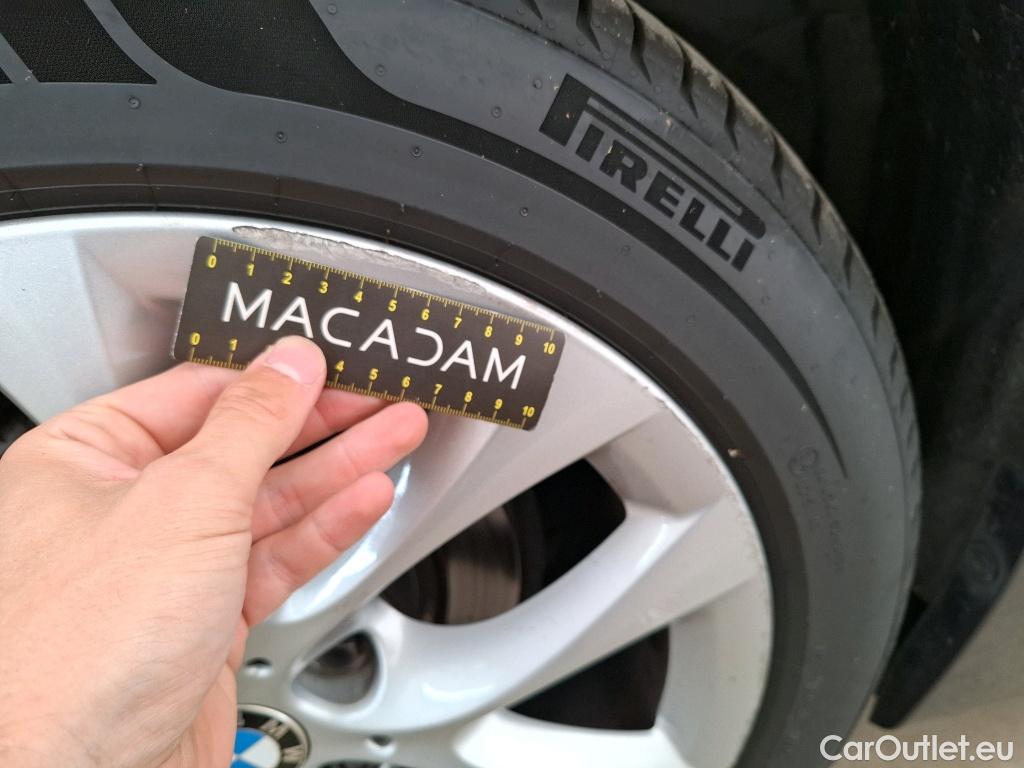 PIRELLI
0 1 2 3 4 5 6 7 8 9 10
MACADAM
0 1 4 5 6 7 8 9 10
BMW
CarOutlet.eu